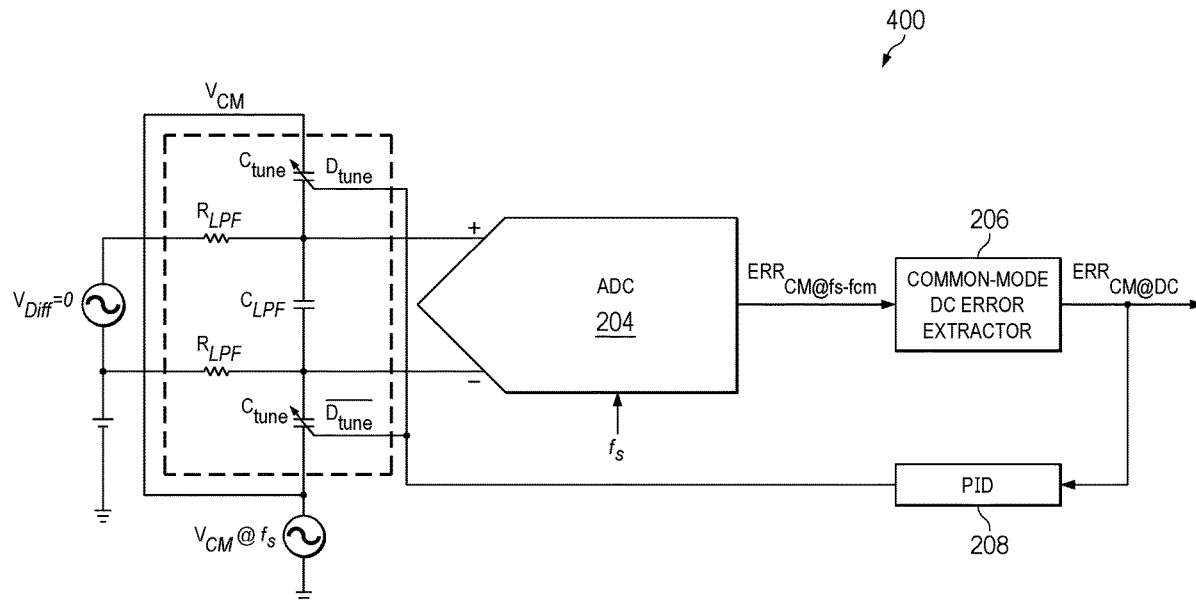 400
V_CM
C_tune D_tune
R_LPF
V_Diff=0
C_LPF
R_LPF
C_tune D̅_tune
V_CM @ f_s
+
−
ADC
204
f_s
ERR_CM@fs-fcm
206
COMMON-MODE
DC ERROR
EXTRACTOR
ERR_CM@DC
PID
208